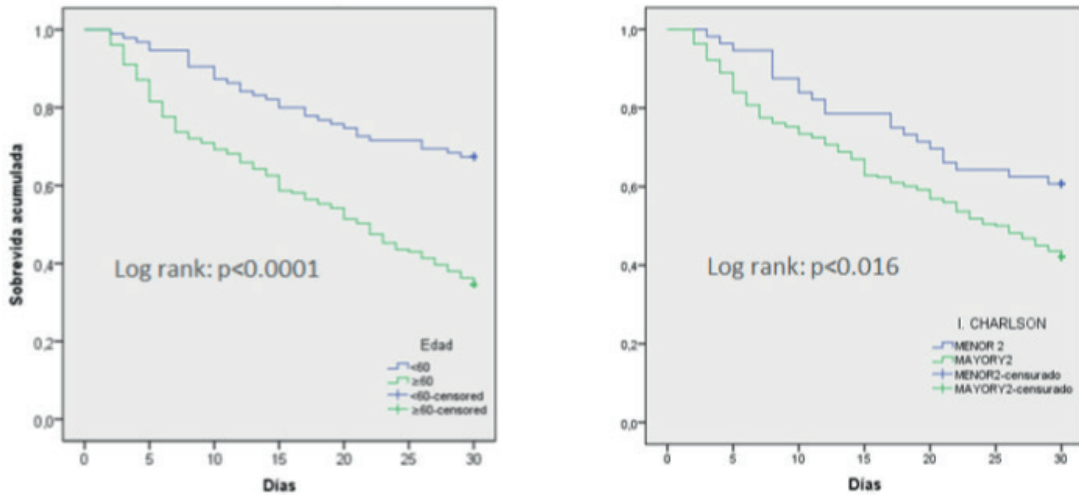 1,0
0,8
0,6
0,4
0,2
0,0
Sobrevida acumulada
Log rank: p<0.0001
Edad
<60
≥60
<60-censored
≥60-censored
0 5 10 15 20 25 30
Días
1,0
0,8
0,6
0,4
0,2
0,0
Log rank: p<0.016
I. CHARLSON
MENOR 2
MAYORY2
MENOR2-censurado
MAYORY2-censurado
0 5 10 15 20 25 30
Días